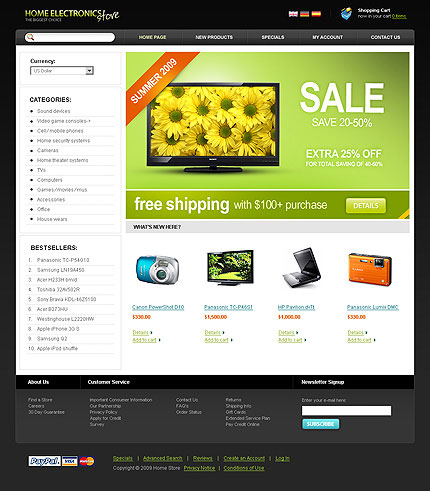 HOME ELECTRONICS Store
THE BIGGEST CHOICE
Shopping Cart
now in your cart 0 items
HOME PAGE
NEW PRODUCTS
SPECIALS
MY ACCOUNT
CONTACT US
Currency:
US Dollar
CATEGORIES:
Sound devices
Video game consoles->
Cell/mobile phones
Home security systems
Cameras
Home theater systems
TVs
Computers
Games/movies/mus
Accessories
Office
House wears
BESTSELLERS:
1. Panasonic TC-P54G10
2. Samsung LN19A450
3. Acer H233H bmid
4. Toshiba 32AV502R
5. Sony Bravia KDL-46Z5100
6. Acer B273HU
7. Westinghouse L2220HW
8. Apple iPhone 3G/S
9. Samsung Q2
10. Apple iPod shuffle
SUMMER 2009
SALE
SAVE 20-50%
EXTRA 25% OFF
FOR TOTAL SAVING OF 40-60%
free shipping with $100+ purchase
DETAILS
WHAT'S NEW HERE?
Canon PowerShot D10
$330.00
Details
Add to cart
Panasonic TC-P46S1
$1,500.00
Details
Add to cart
HP Pavilion dv7t
$1,000.00
Details
Add to cart
Panasonic Lumix DMC
$330.00
Details
Add to cart
About Us
Find a Store
Careers
30 Day Guarantee
Customer Service
Important Consumer Information
Our Partnership
Privacy Policy
Apply for Credit
Survey
Contact Us
FAQ's
Order Status
Returns
Shipping Info
Gift Cards
Extended Service Plan
Pay Credit Online
Newsletter Signup
Enter your e-mail here:
SUBSCRIBE
PayPal VISA
Specials | Advanced Search | Reviews | Create an Account | Log In
Copyright © 2009 Home Store Privacy Notice | Conditions of Use